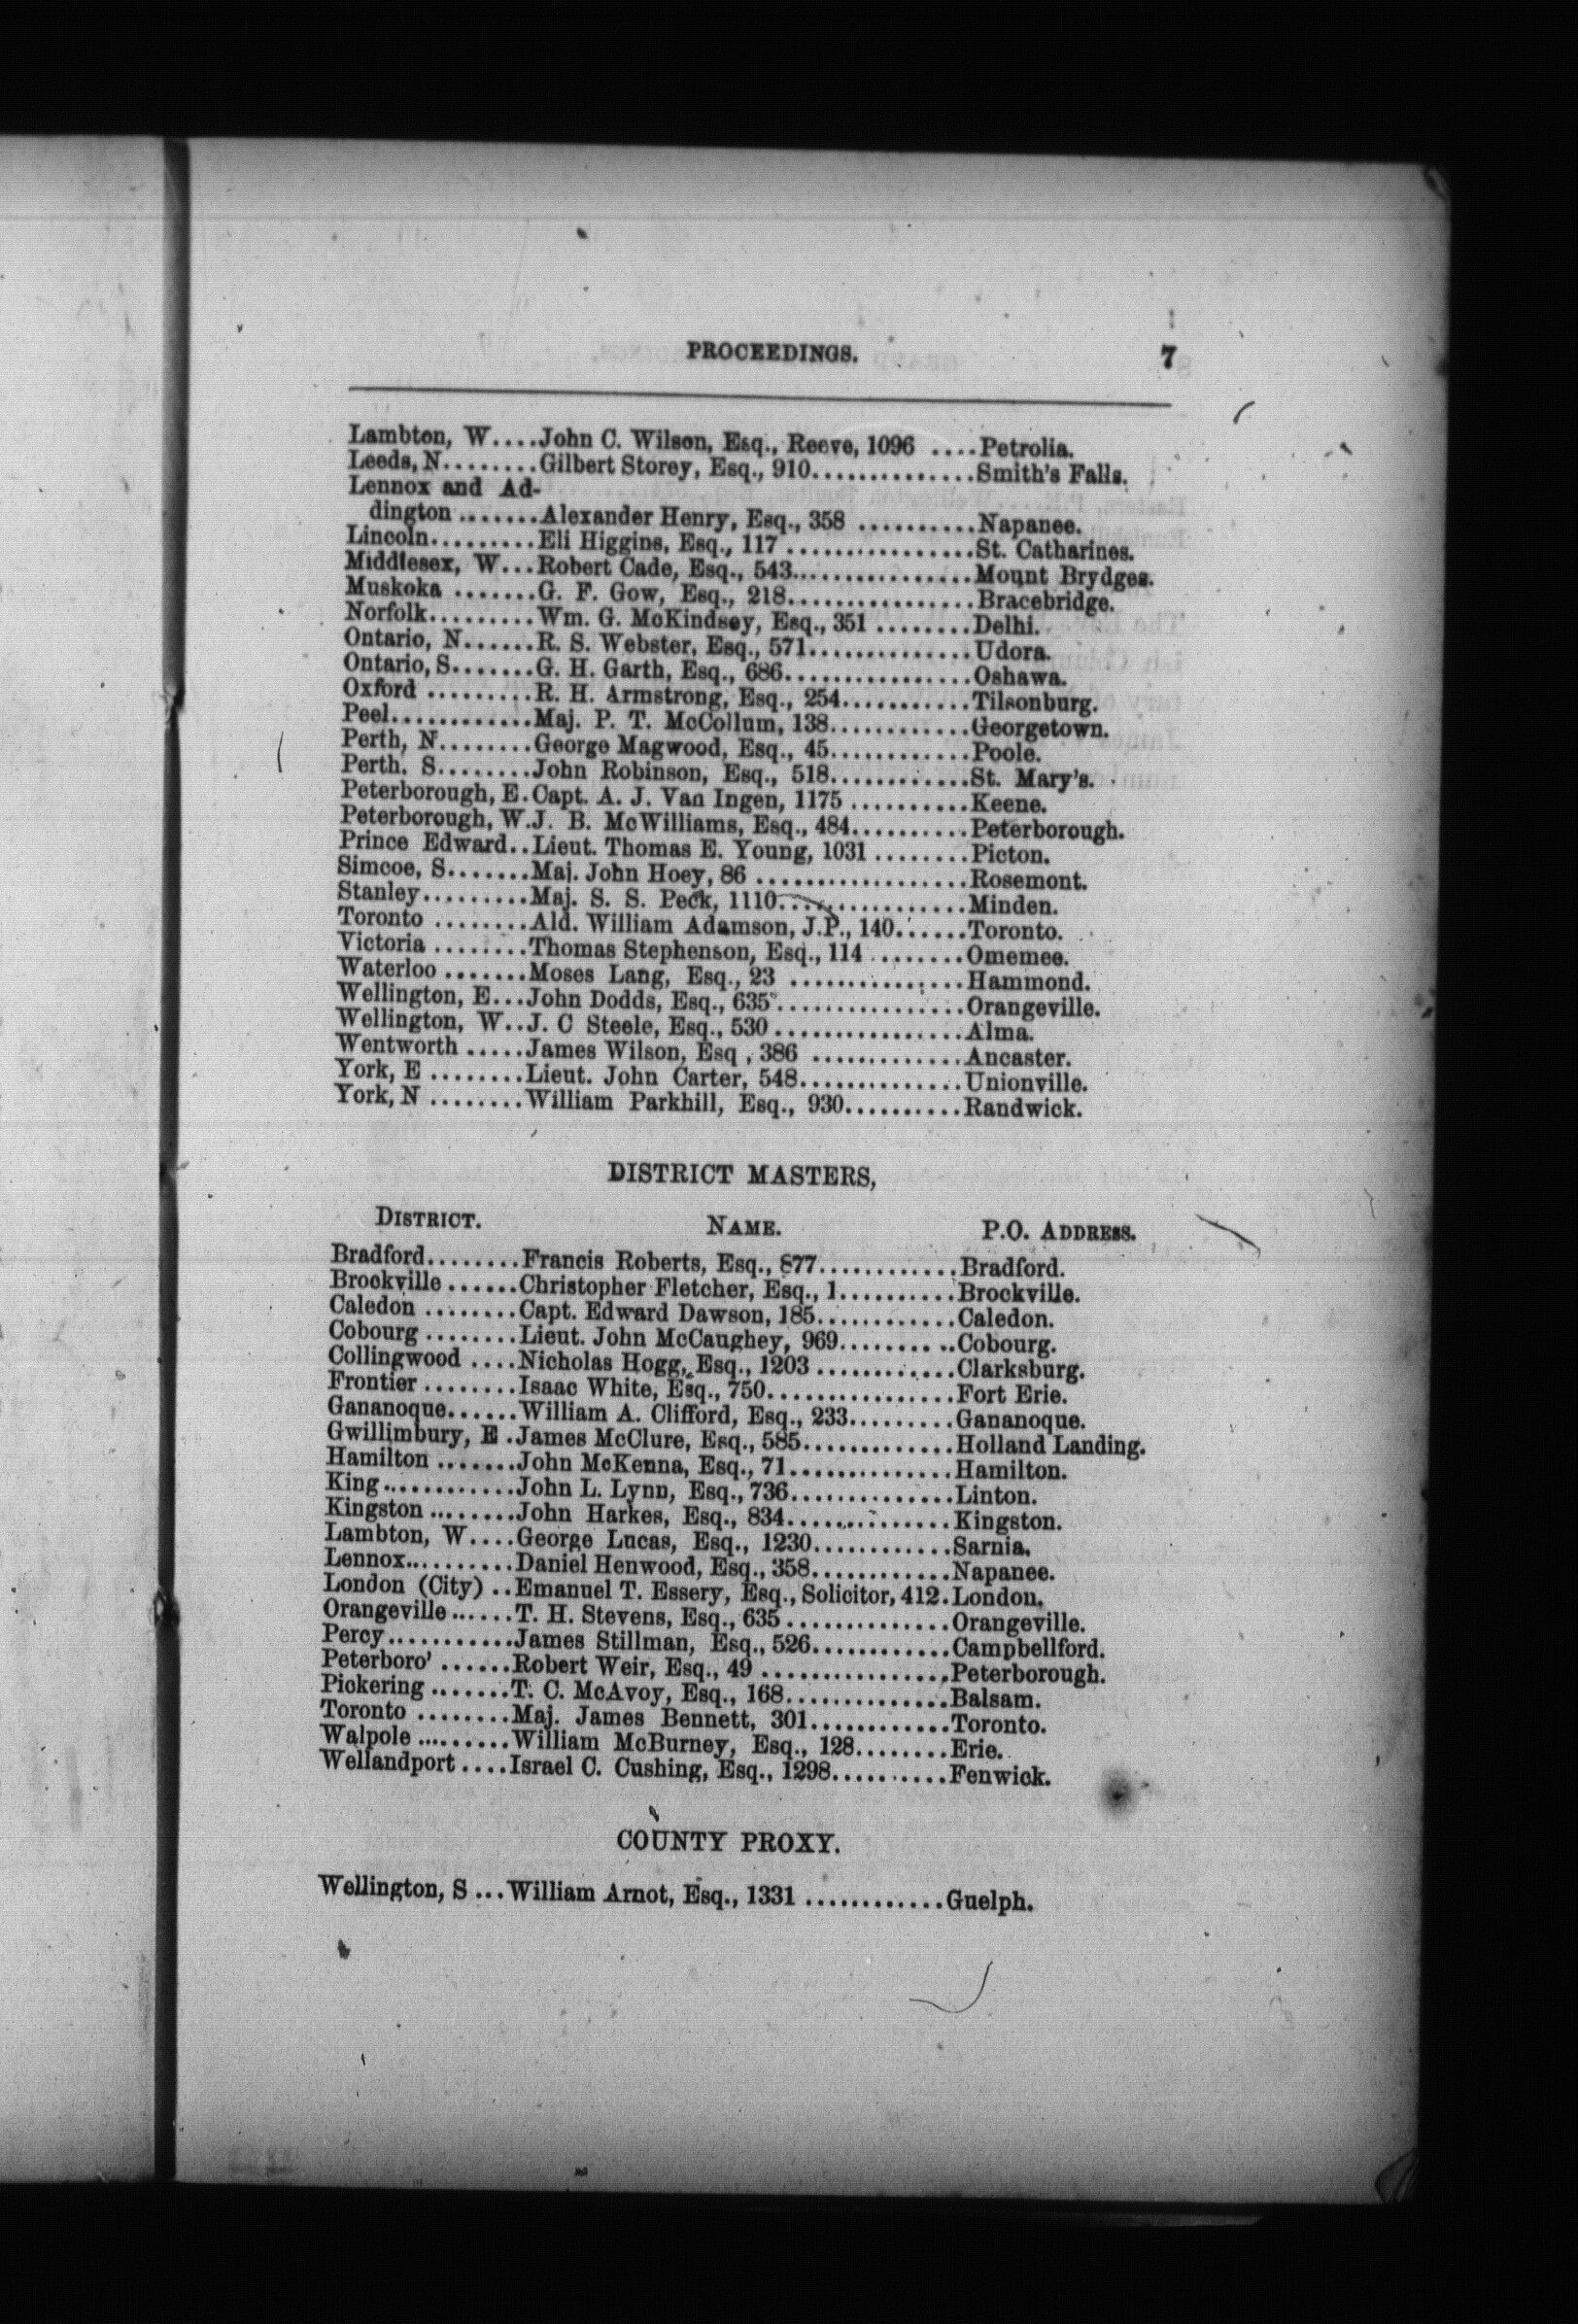 PROCEEDINGS. 7
Lambton, W....John C. Wilson, Esq., Reeve, 1096 ....Petrolia.
Leeds, N........Gilbert Storey, Esq., 910..............Smith's Falls.
Lennox and Ad-
dington .......Alexander Henry, Esq., 358 ..........Napanee.
Lincoln.........Eli Higgins, Esq., 117 ................St. Catharines.
Middlesex, W...Robert Cade, Esq., 543................Mount Brydges.
Muskoka .......G. F. Gow, Esq., 218................Bracebridge.
Norfolk.........Wm. G. McKindsey, Esq., 351 ........Delhi.
Ontario, N......R. S. Webster, Esq., 571..............Udora.
Ontario, S.......G. H. Garth, Esq., 686................Oshawa.
Oxford .........R. H. Armstrong, Esq., 254...........Tilsonburg.
Peel............Maj. P. T. McCollum, 138............Georgetown.
Perth, N........George Magwood, Esq., 45............Poole.
Perth. S........John Robinson, Esq., 518............St. Mary's.
Peterborough, E.Capt. A. J. Van Ingen, 1175 ..........Keene.
Peterborough, W.J. B. McWilliams, Esq., 484..........Peterborough.
Prince Edward..Lieut. Thomas E. Young, 1031 ........Picton.
Simcoe, S.......Maj. John Hoey, 86 ..................Rosemont.
Stanley.........Maj. S. S. Peck, 1110................Minden.
Toronto ........Ald. William Adamson, J.P., 140......Toronto.
Victoria ........Thomas Stephenson, Esq., 114 ........Omemee.
Waterloo .......Moses Lang, Esq., 23 ...............Hammond.
Wellington, E...John Dodds, Esq., 635................Orangeville.
Wellington, W..J. C Steele, Esq., 530 ................Alma.
Wentworth .....James Wilson, Esq , 386 .............Ancaster.
York, E ........Lieut. John Carter, 548..............Unionville.
York, N ........William Parkhill, Esq., 930..........Randwick.
DISTRICT MASTERS,
DISTRICT. NAME. P.O. ADDRESS.
Bradford........Francis Roberts, Esq., 877............Bradford.
Brockville ......Christopher Fletcher, Esq., 1..........Brockville.
Caledon ........Capt. Edward Dawson, 185............Caledon.
Cobourg ........Lieut. John McCaughey, 969..........Cobourg.
Collingwood ....Nicholas Hogg, Esq., 1203 ............Clarksburg.
Frontier ........Isaac White, Esq., 750................Fort Erie.
Gananoque......William A. Clifford, Esq., 233.........Gananoque.
Gwillimbury, E .James McClure, Esq., 585.............Holland Landing.
Hamilton .......John McKenna, Esq., 71..............Hamilton.
King............John L. Lynn, Esq., 736..............Linton.
Kingston ........John Harkes, Esq., 834..............Kingston.
Lambton, W....George Lucas, Esq., 1230............Sarnia.
Lennox..........Daniel Henwood, Esq., 358............Napanee.
London (City) ..Emanuel T. Essery, Esq., Solicitor, 412.London.
Orangeville......T. H. Stevens, Esq., 635 ..............Orangeville.
Percy...........James Stillman, Esq., 526............Campbellford.
Peterboro' ......Robert Weir, Esq., 49 ................Peterborough.
Pickering .......T. C. McAvoy, Esq., 168..............Balsam.
Toronto ........Maj. James Bennett, 301............Toronto.
Walpole .........William McBurney, Esq., 128........Erie.
Wellandport ....Israel C. Cushing, Esq., 1298..........Fenwick.
COUNTY PROXY.
Wellington, S ...William Arnot, Esq., 1331 ............Guelph.